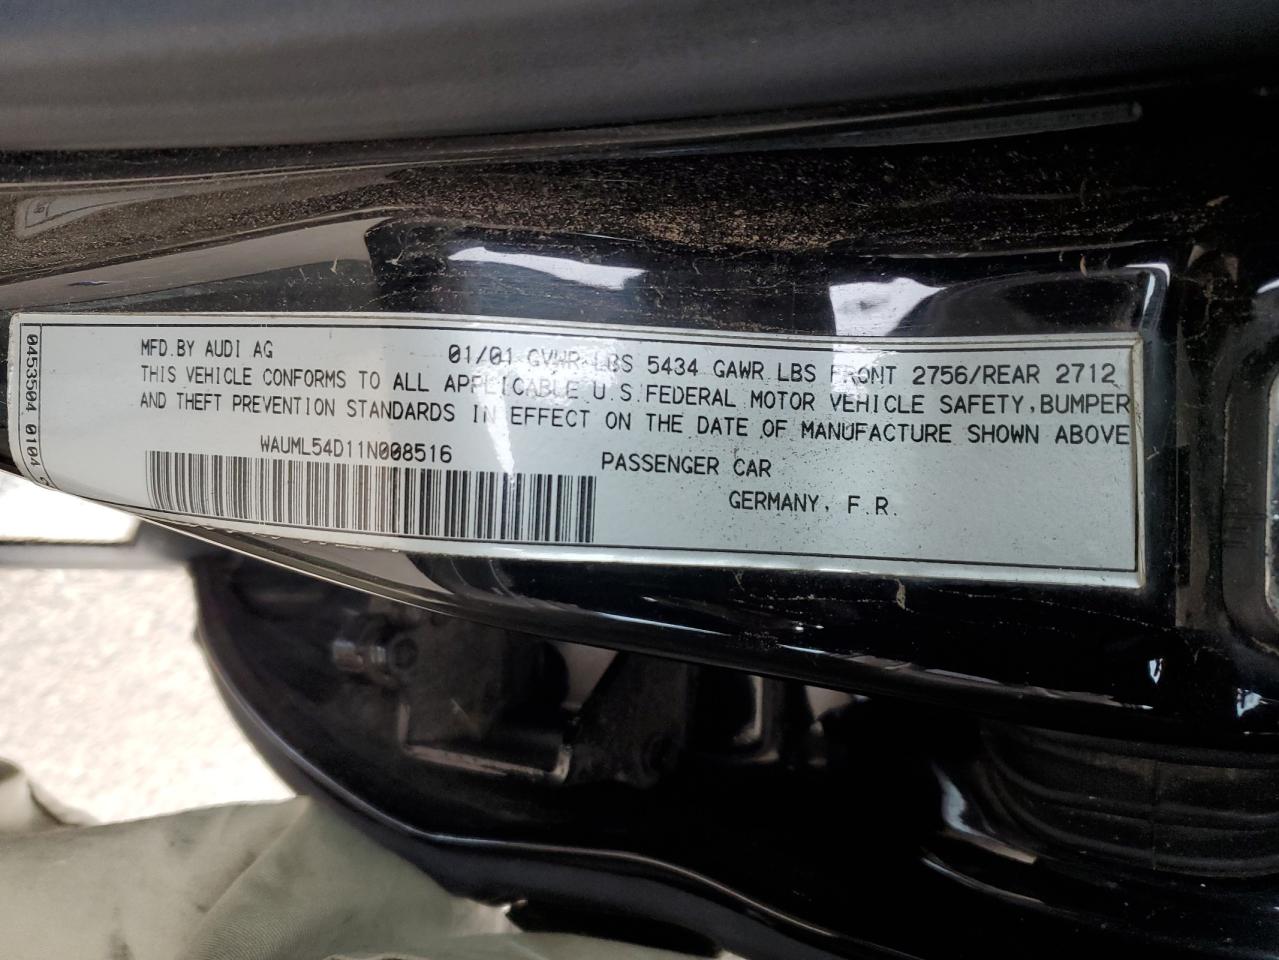 MFD.BY AUDI AG 01/01 GVWR-LBS 5434 GAWR LBS FRONT 2756/REAR 2712
THIS VEHICLE CONFORMS TO ALL APPLICABLE U.S.FEDERAL MOTOR VEHICLE SAFETY,BUMPER
AND THEFT PREVENTION STANDARDS IN EFFECT ON THE DATE OF MANUFACTURE SHOWN ABOVE
WAUML54D11N008516 PASSENGER CAR
GERMANY, F.R.
0453504 0104